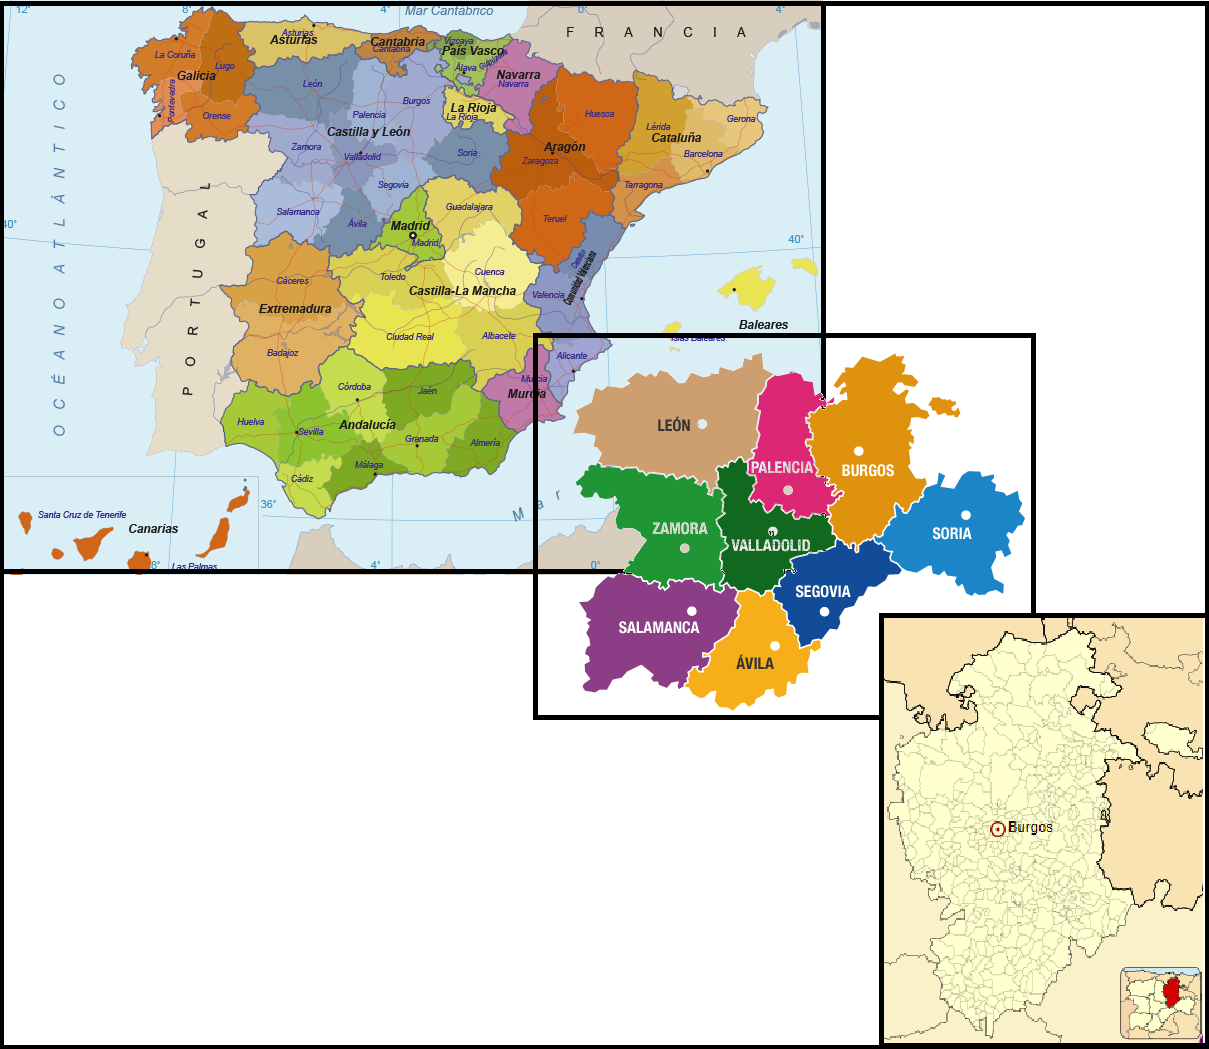 12°
8°
4°
Mar Cantábrico
0°
4°
FRANCIA
Asturias
Asturias
Cantabria
Cantabria
Vizcaya
País Vasco
Guipúzcoa
Álava
Navarra
Navarra
La Coruña
Lugo
Galicia
Pontevedra
Orense
León
Burgos
Palencia
Castilla y León
La Rioja
La Rioja
Huesca
Lérida
Gerona
Cataluña
Barcelona
Aragón
Zaragoza
Zamora
Valladolid
Soria
Segovia
Tarragona
OCÉANO ATLÁNTICO
PORTUGAL
40°
40°
Salamanca
Ávila
Guadalajara
Madrid
Madrid
Teruel
Castellón
Comunidad Valenciana
Cáceres
Toledo
Cuenca
Castilla-La Mancha
Valencia
Extremadura
Baleares
Islas Baleares
Ciudad Real
Albacete
Badajoz
Alicante
Córdoba
Jaén
Murcia
Murcia
Huelva
Sevilla
Andalucía
Granada
Almería
Málaga
Cádiz
36°
Mar
Santa Cruz de Tenerife
Canarias
Las Palmas
8°
4°
0°
LEÓN
PALENCIA
BURGOS
ZAMORA
VALLADOLID
SORIA
SEGOVIA
SALAMANCA
ÁVILA
Burgos